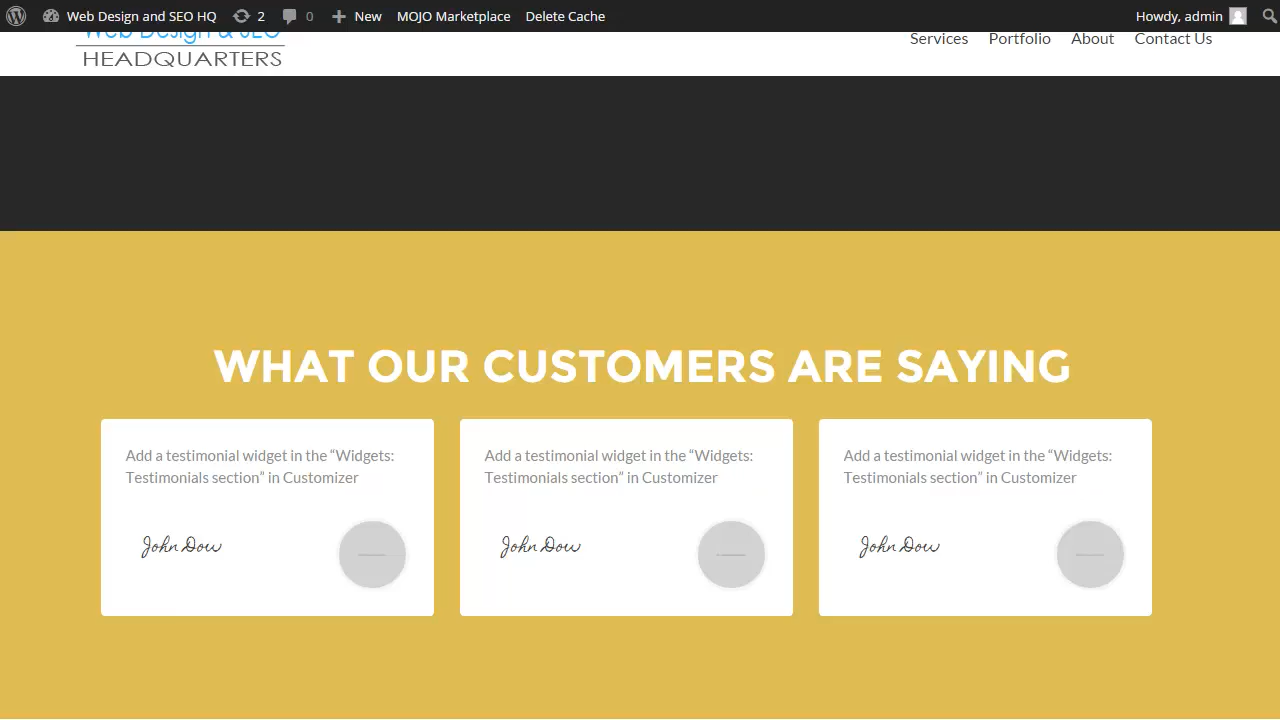 Web Design and SEO HQ 2 0 New MOJO Marketplace Delete Cache Howdy, admin
Web Design & SEO
HEADQUARTERS
Services Portfolio About Contact Us
WHAT OUR CUSTOMERS ARE SAYING
Add a testimonial widget in the “Widgets:
Testimonials section” in Customizer
John Dow
Add a testimonial widget in the “Widgets:
Testimonials section” in Customizer
John Dow
Add a testimonial widget in the “Widgets:
Testimonials section” in Customizer
John Dow